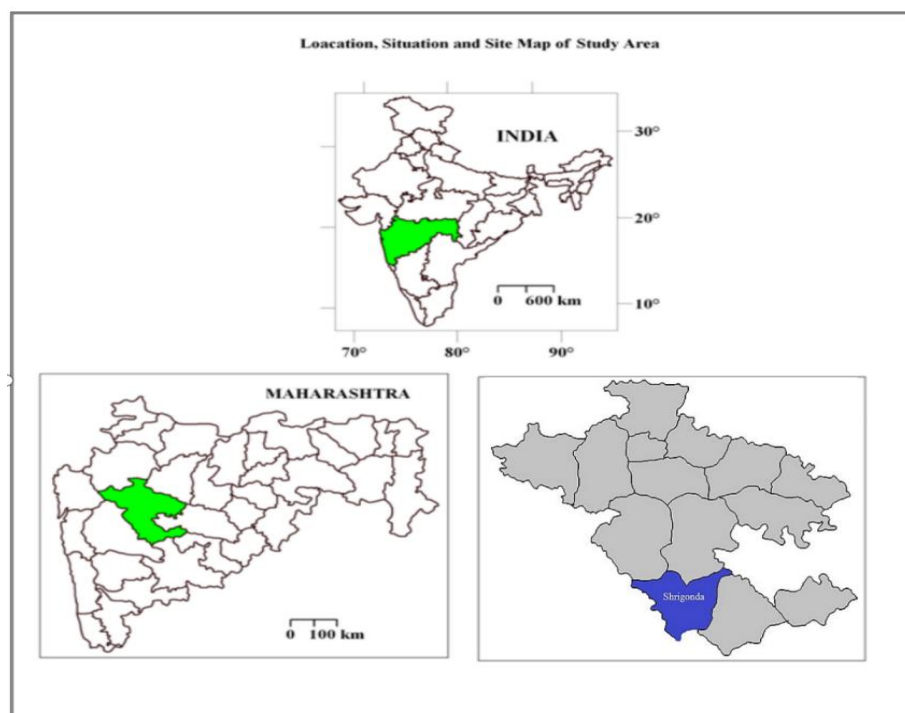 Loacation, Situation and Site Map of Study Area
INDIA
30°
20°
10°
0 600 km
70° 80° 90°
MAHARASHTRA
0 100 km
Shrigonda